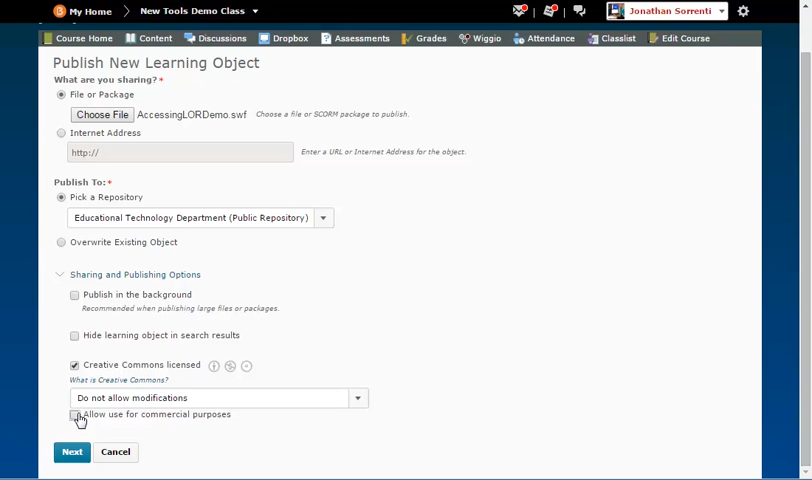 My Home New Tools Demo Class Jonathan Sorrenti
Course Home Content Discussions Dropbox Assessments Grades Wiggio Attendance Classlist Edit Course
Publish New Learning Object
What are you sharing? *
File or Package
Choose File AccessingLORDemo.swf Choose a file or SCORM package to publish.
Internet Address
http:// Enter a URL or Internet Address for the object.
Publish To: *
Pick a Repository
Educational Technology Department (Public Repository)
Overwrite Existing Object
Sharing and Publishing Options
Publish in the background
Recommended when publishing large files or packages.
Hide learning object in search results
Creative Commons licensed
What is Creative Commons?
Do not allow modifications
Allow use for commercial purposes
Next Cancel